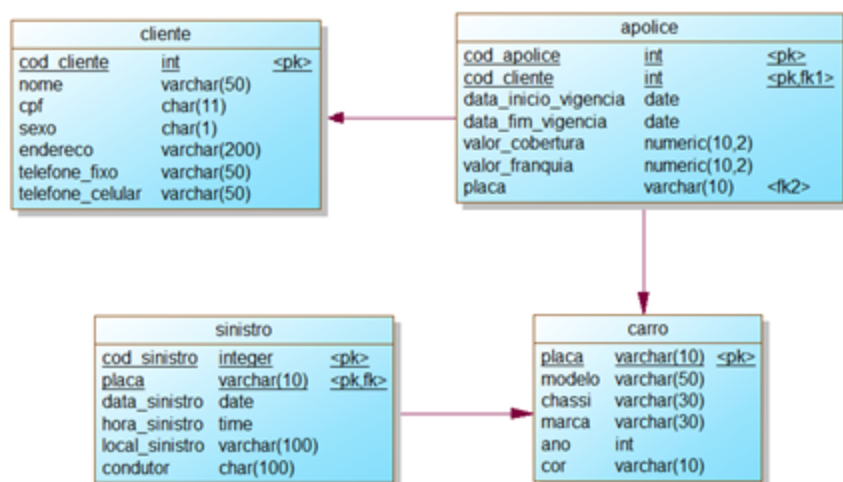 cliente
cod_cliente int <pk>
nome varchar(50)
cpf char(11)
sexo char(1)
endereco varchar(200)
telefone_fixo varchar(50)
telefone_celular varchar(50)
apolice
cod_apolice int <pk>
cod_cliente int <pk,fk1>
data_inicio_vigencia date
data_fim_vigencia date
valor_cobertura numeric(10,2)
valor_franquia numeric(10,2)
placa varchar(10) <fk2>
sinistro
cod_sinistro integer <pk>
placa varchar(10) <pk,fk>
data_sinistro date
hora_sinistro time
local_sinistro varchar(100)
condutor char(100)
carro
placa varchar(10) <pk>
modelo varchar(50)
chassi varchar(30)
marca varchar(30)
ano int
cor varchar(10)